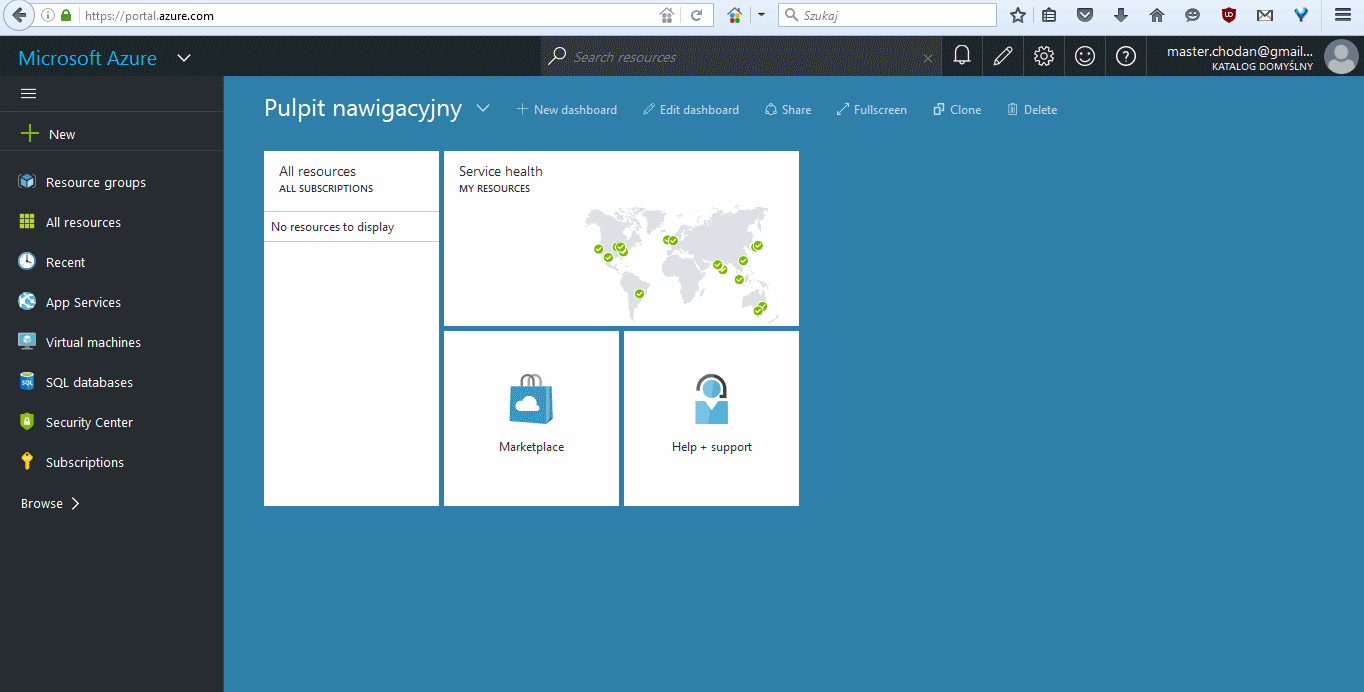 https://portal.azure.com
Szukaj
Microsoft Azure
Search resources
master.chodan@gmail...
KATALOG DOMYŚLNY
Pulpit nawigacyjny
New dashboard
Edit dashboard
Share
Fullscreen
Clone
Delete
New
Resource groups
All resources
Recent
App Services
Virtual machines
SQL
SQL databases
Security Center
Subscriptions
Browse
All resources
ALL SUBSCRIPTIONS
No resources to display
Service health
MY RESOURCES
Marketplace
Help + support